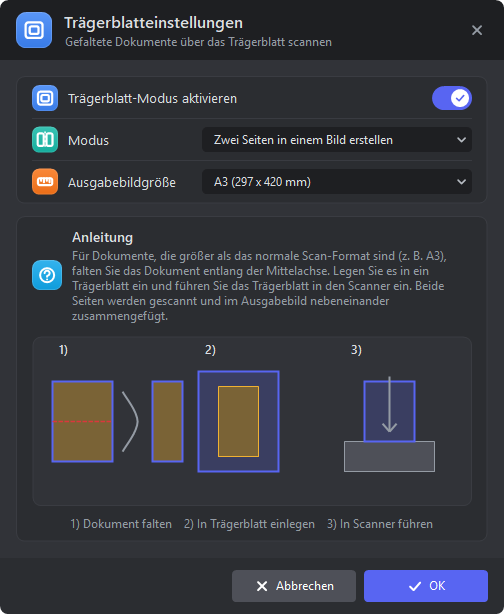 Trägerblatteinstellungen
Gefaltete Dokumente über das Trägerblatt scannen
Trägerblatt-Modus aktivieren
Modus
Zwei Seiten in einem Bild erstellen
Ausgabebildgröße
A3 (297 x 420 mm)
Anleitung
Für Dokumente, die größer als das normale Scan-Format sind (z. B. A3),
falten Sie das Dokument entlang der Mittelachse. Legen Sie es in ein
Trägerblatt ein und führen Sie das Trägerblatt in den Scanner ein. Beide
Seiten werden gescannt und im Ausgabebild nebeneinander
zusammengefügt.
1) 2) 3)
1) Dokument falten 2) In Trägerblatt einlegen 3) In Scanner führen
Abbrechen
OK